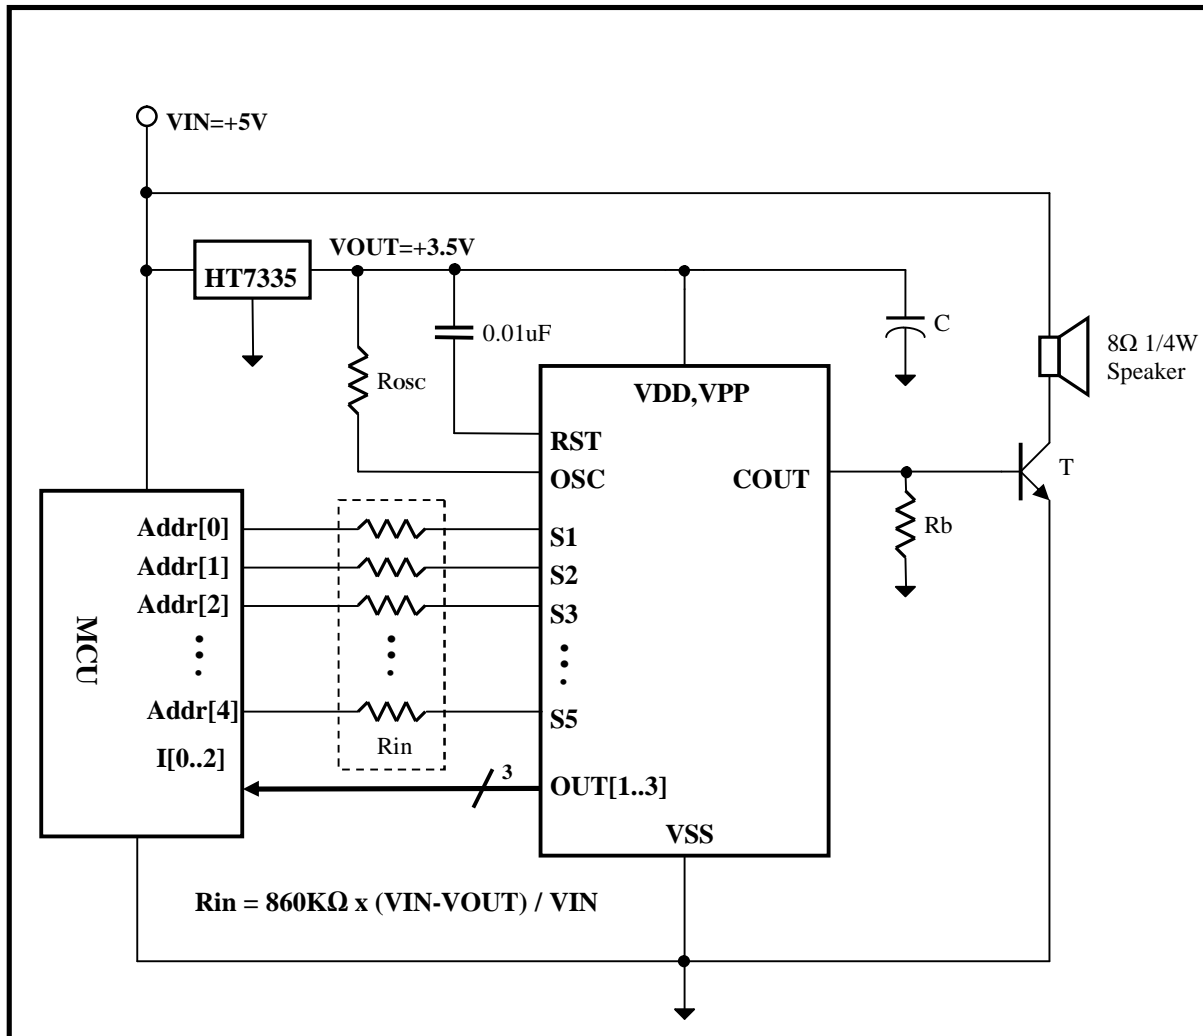 VIN=+5V
VOUT=+3.5V
HT7335
0.01uF
C
8Ω 1/4W
Speaker
Rosc
VDD,VPP
RST
OSC
COUT
T
Addr[0]
S1
Rb
Addr[1]
S2
Addr[2]
S3
MCU
Addr[4]
S5
Rin
I[0..2]
3
OUT[1..3]
VSS
Rin = 860KΩ x (VIN-VOUT) / VIN